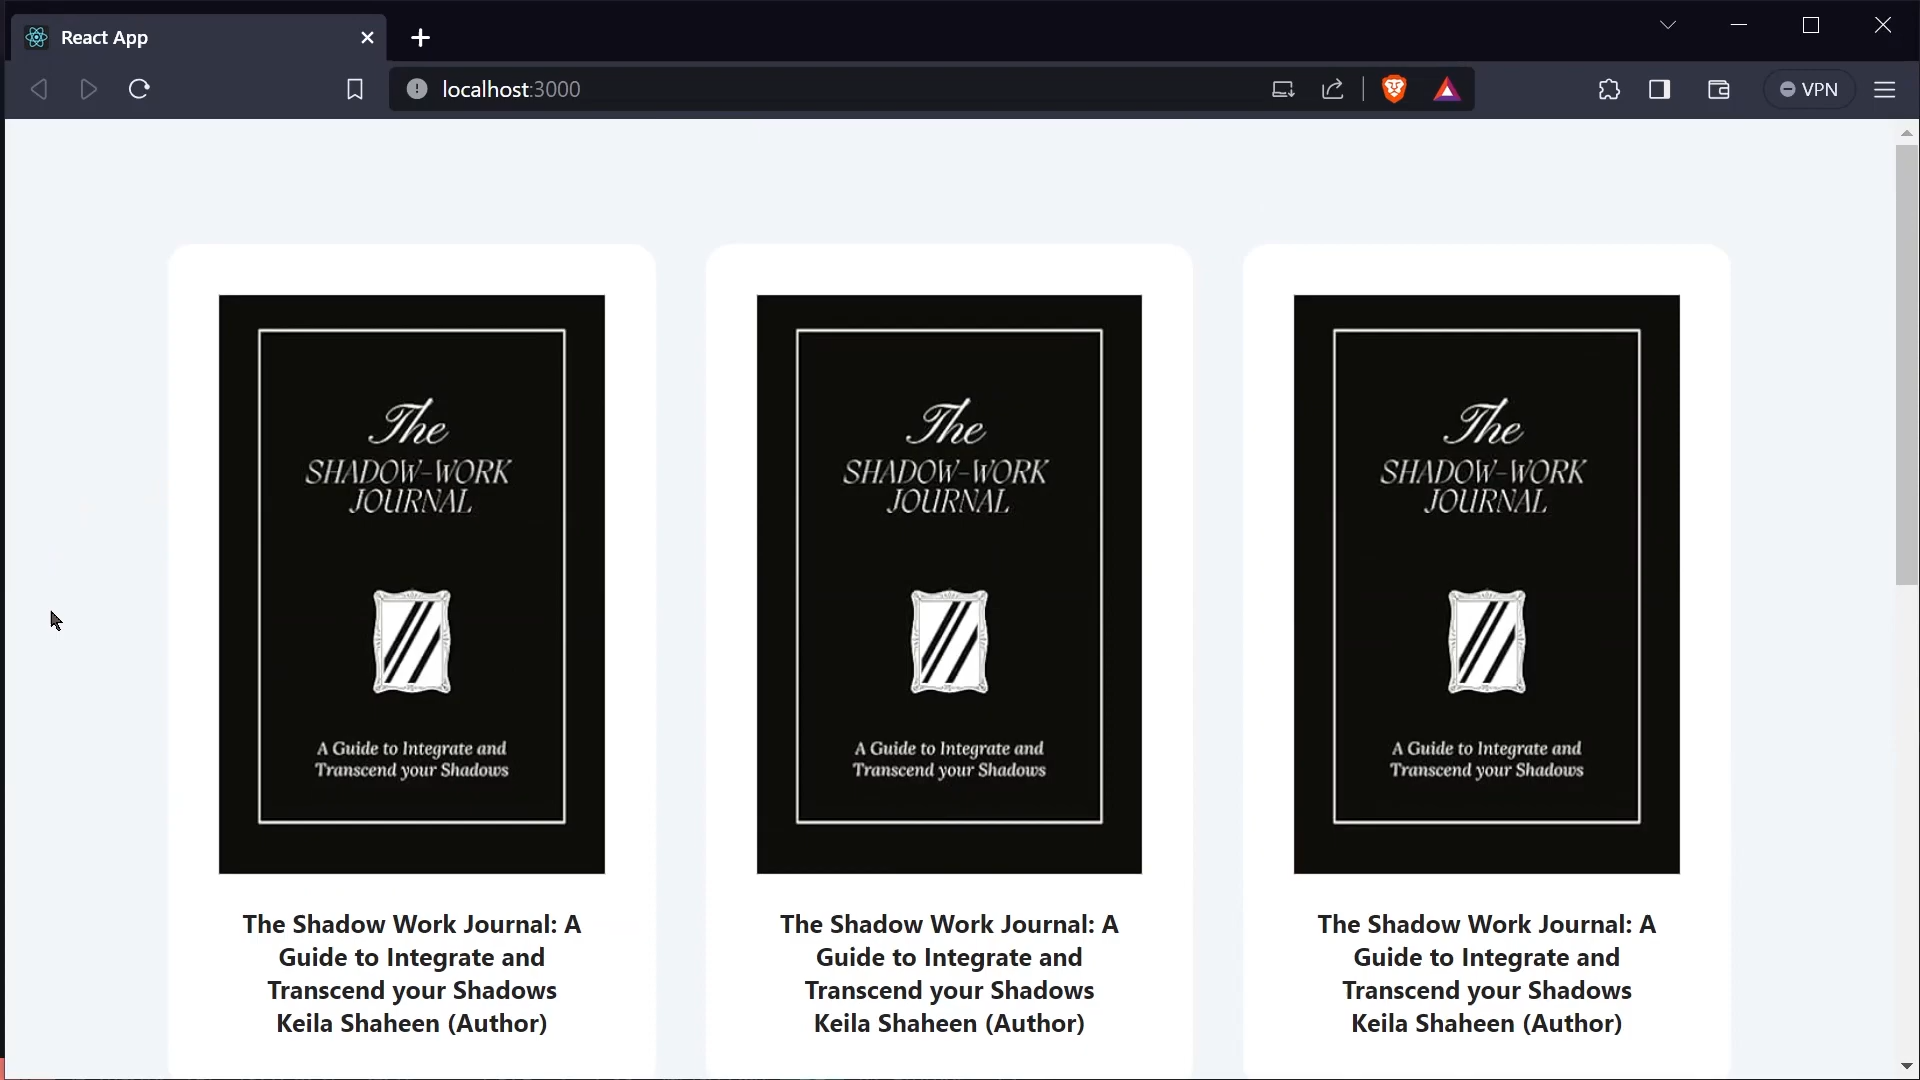 React App
localhost:3000
VPN
The
SHADOW-WORK
JOURNAL
A Guide to Integrate and
Transcend your Shadows
The Shadow Work Journal: A
Guide to Integrate and
Transcend your Shadows
Keila Shaheen (Author)
The
SHADOW-WORK
JOURNAL
A Guide to Integrate and
Transcend your Shadows
The Shadow Work Journal: A
Guide to Integrate and
Transcend your Shadows
Keila Shaheen (Author)
The
SHADOW-WORK
JOURNAL
A Guide to Integrate and
Transcend your Shadows
The Shadow Work Journal: A
Guide to Integrate and
Transcend your Shadows
Keila Shaheen (Author)